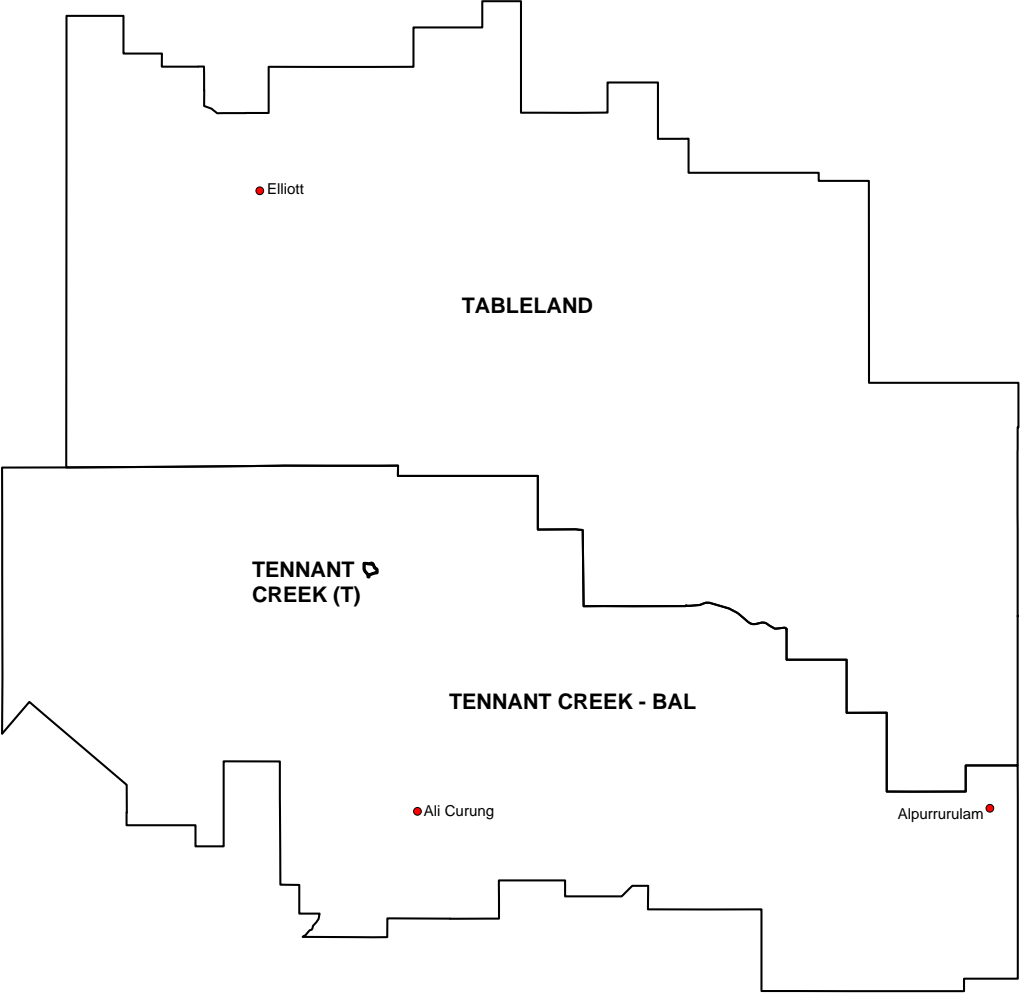 Elliott
TABLELAND
TENNANT
CREEK (T)
TENNANT CREEK - BAL
Ali Curung
Alpurrurulam